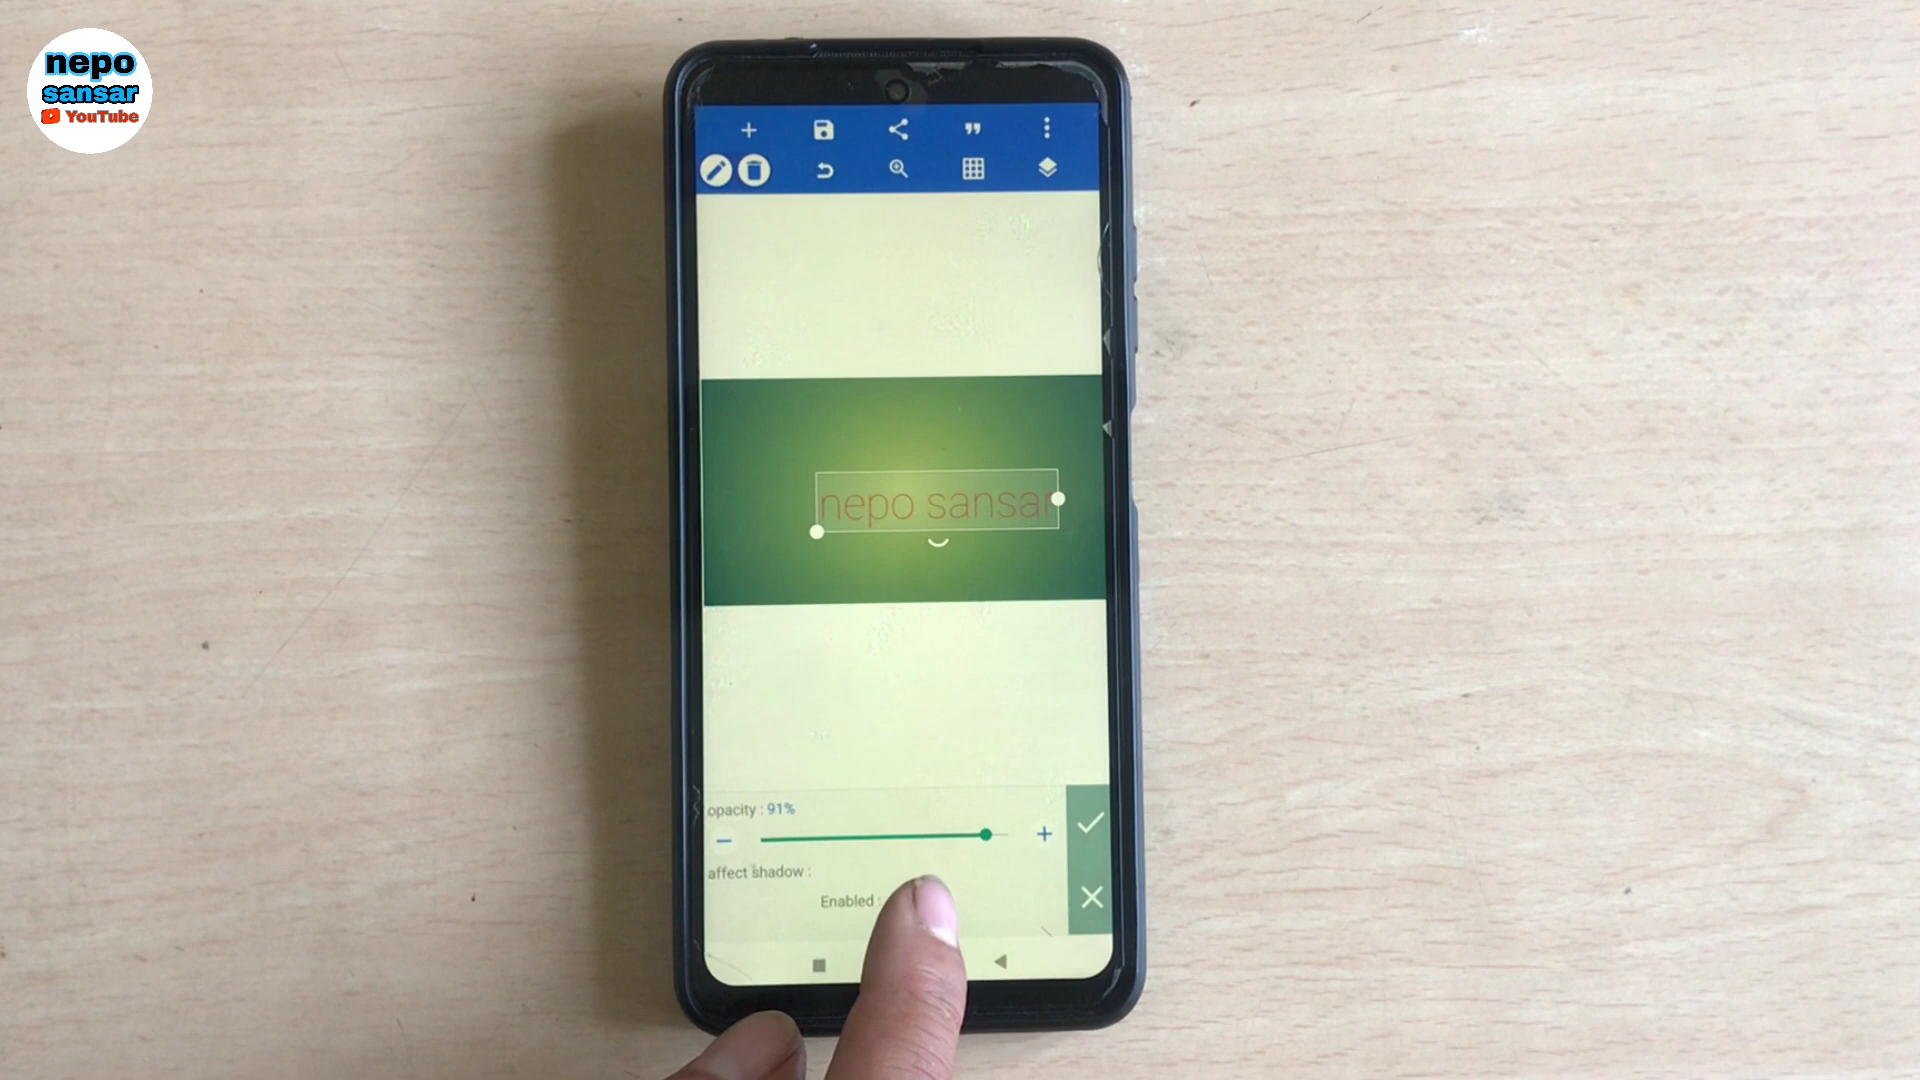 nepo
sansar
YouTube
nepo sansar
opacity : 91%
affect shadow :
Enabled :